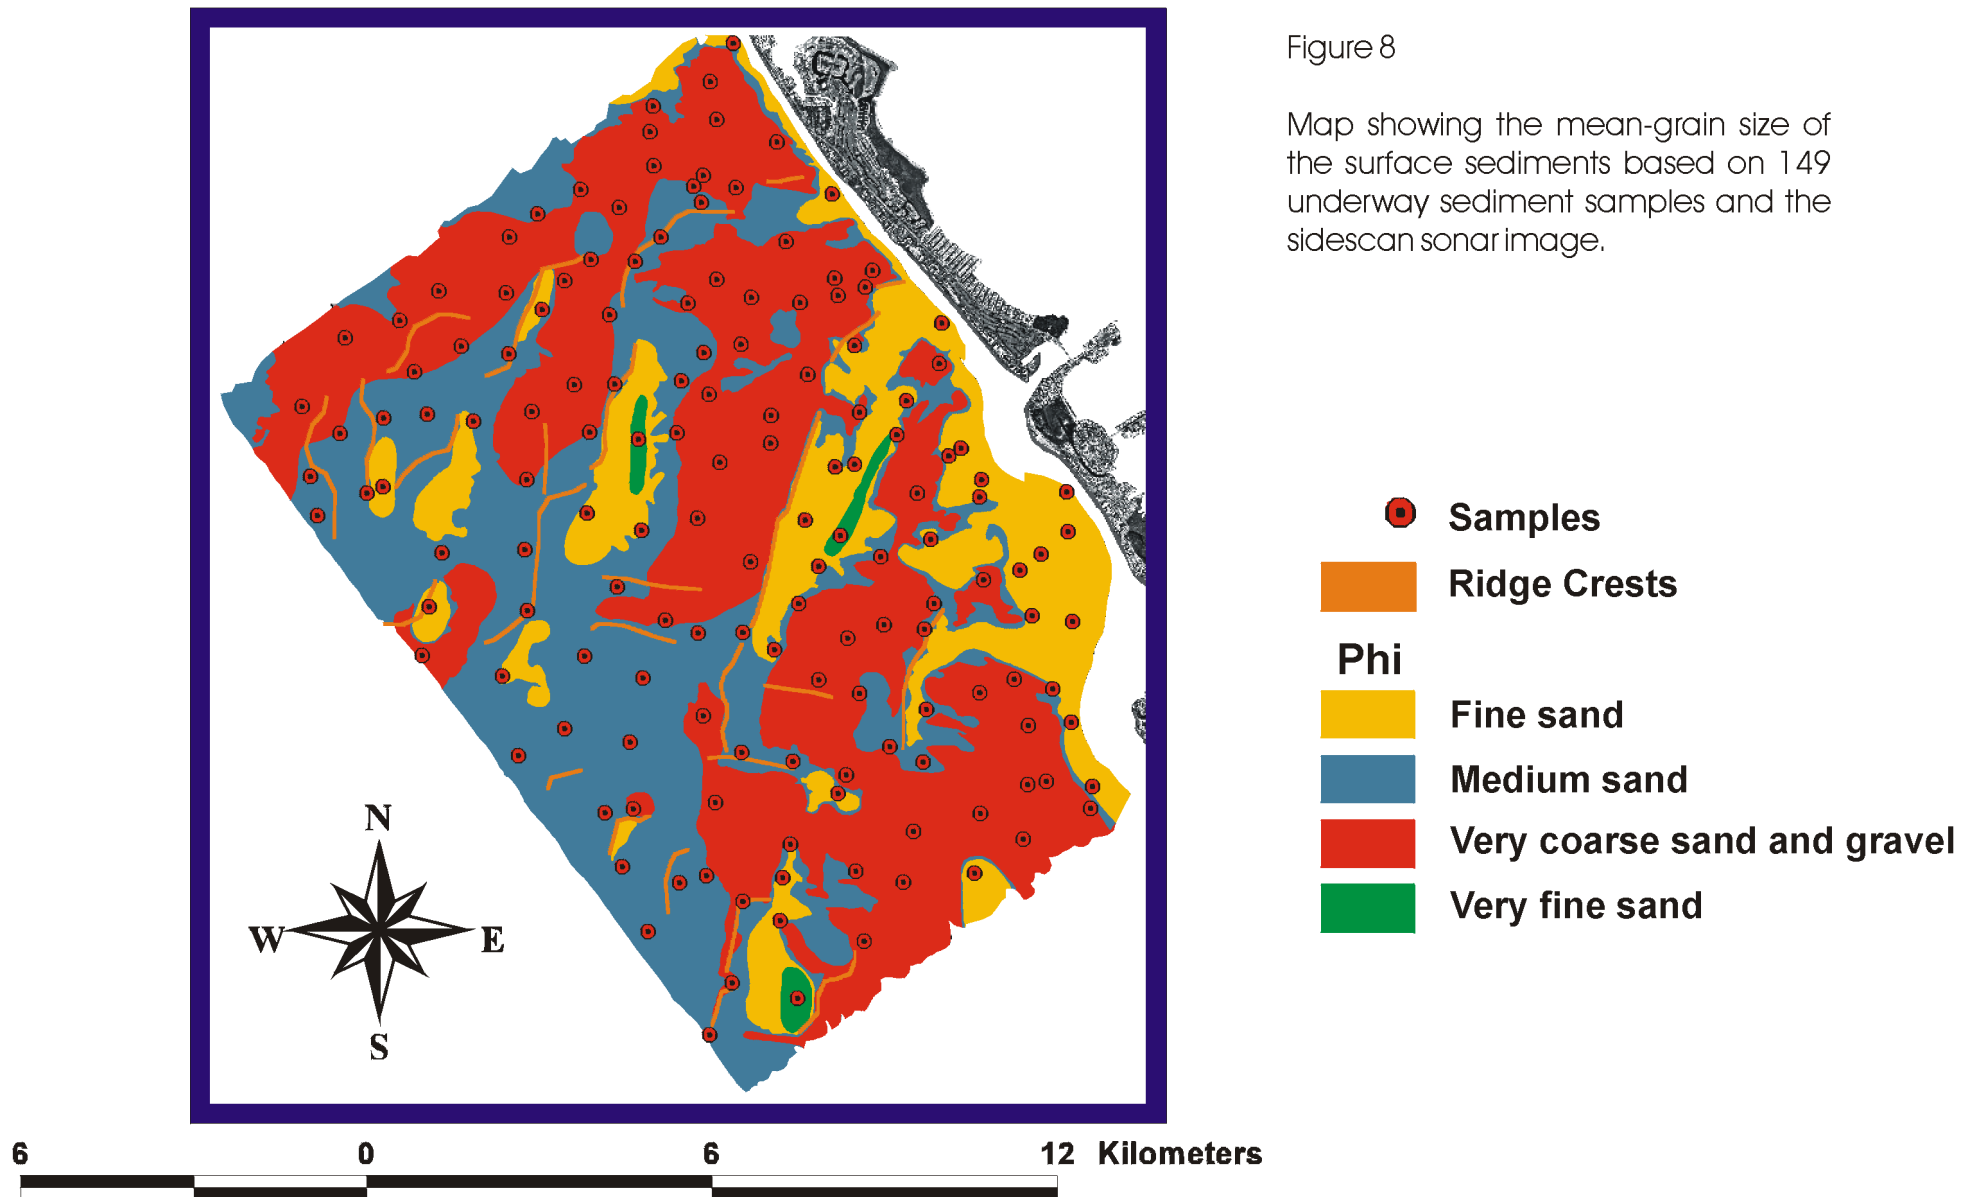 Figure 8
Map showing the mean-grain size of
the surface sediments based on 149
underway sediment samples and the
sidescan sonar image.
Samples
Ridge Crests
Phi
Fine sand
Medium sand
Very coarse sand and gravel
Very fine sand
N
W E
S
6 0 6 12 Kilometers